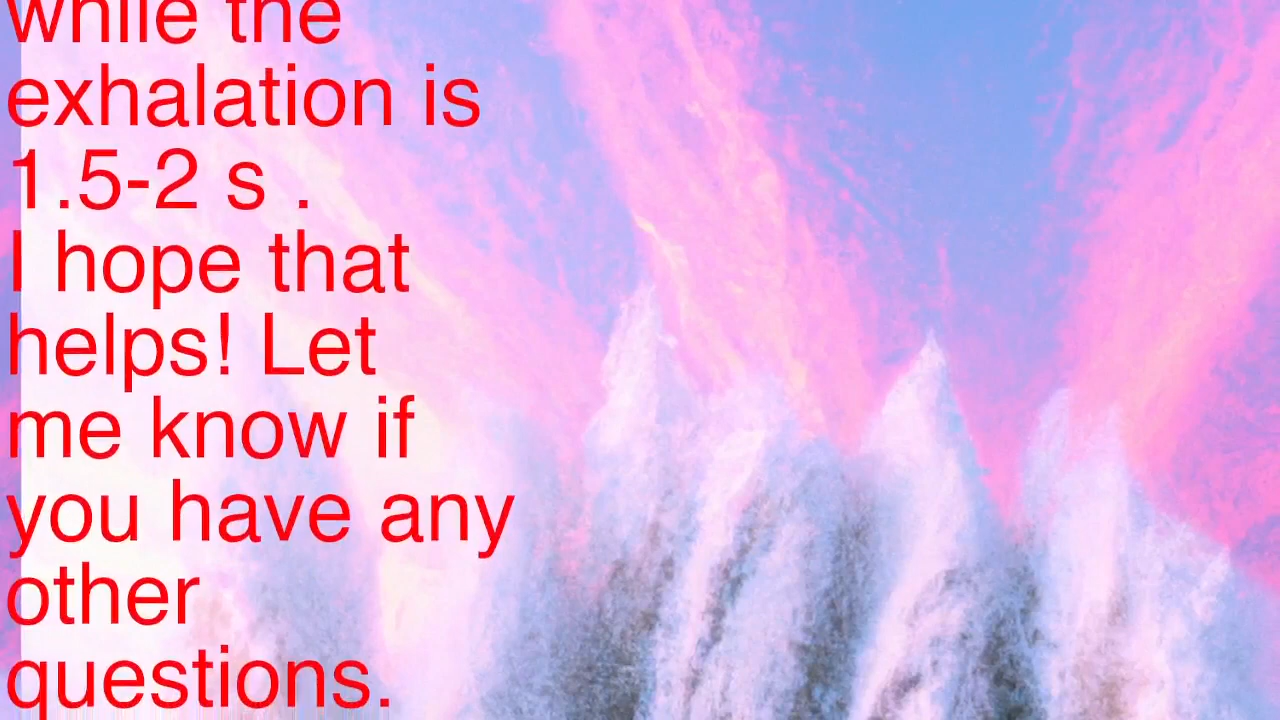 while the
exhalation is
1.5-2 s .
I hope that
helps! Let
me know if
you have any
other
questions.